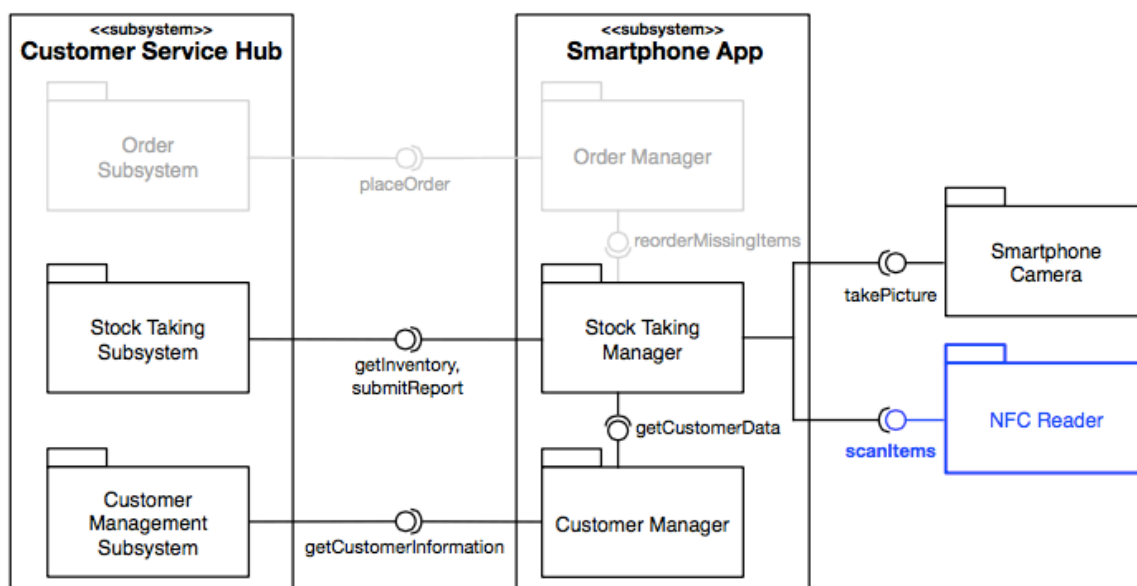 <<subsystem>>
Customer Service Hub
Order
Subsystem
Stock Taking
Subsystem
Customer
Management
Subsystem
placeOrder
getInventory,
submitReport
getCustomerInformation
<<subsystem>>
Smartphone App
Order Manager
reorderMissingItems
Stock Taking
Manager
getCustomerData
Customer Manager
takePicture
scanItems
Smartphone
Camera
NFC Reader